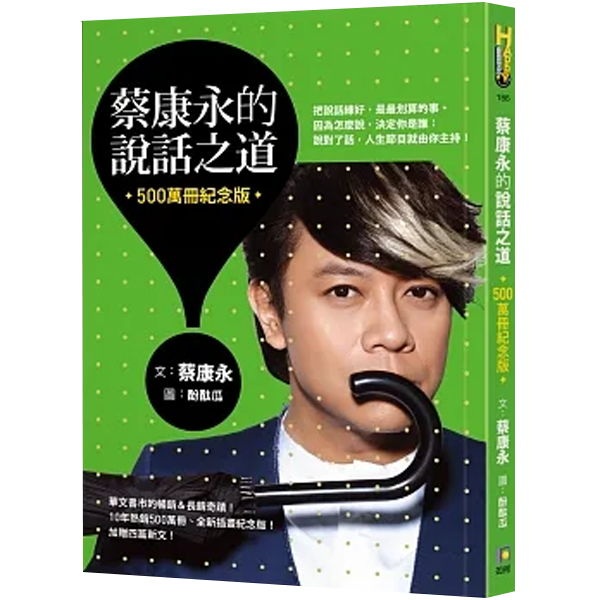 蔡康永的
說話之道
500萬冊紀念版
把說話練好,是最划算的事。
因為怎麼說,決定你是誰!
說對了話,人生節目就由你主持!
文:蔡康永
圖:酚酞瓜
華文書市的暢銷&長銷奇蹟!
10年熱銷500萬冊、全新插畫紀念版!
加贈四篇新文!
HAPPY
186
蔡康永的說話之道
500萬冊紀念版
文:蔡康永
圖:酚酞瓜